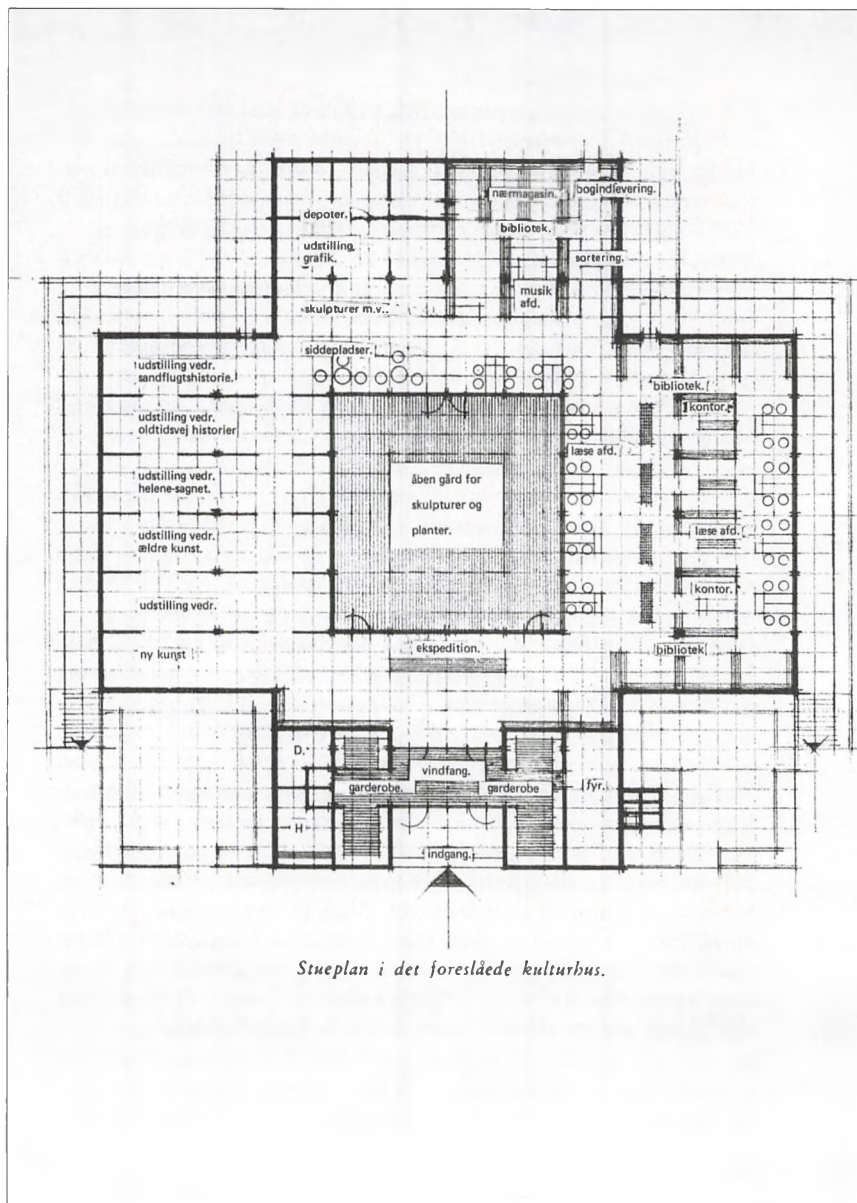 depoter.
udstilling,
grafik.
skulpturer m.v..
siddepladser.
nærmagasin.
bogindlevering.
bibliotek.
sortering.
musik
afd.
udstilling vedr.
sandflugtshistorie.
udstilling vedr.
oldtidsvej historier
udstilling vedr.
helene-sagnet.
udstilling vedr.
ældre kunst.
udstilling vedr.
ny kunst
åben gård for
skulpturer og
planter.
bibliotek.
kontor.
læse afd.
læse afd.
kontor.
bibliotek
ekspedition.
D.
vindfang.
garderobe.
garderobe
fyr.
H
indgang.
Stueplan i det foreslåede kulturhus.